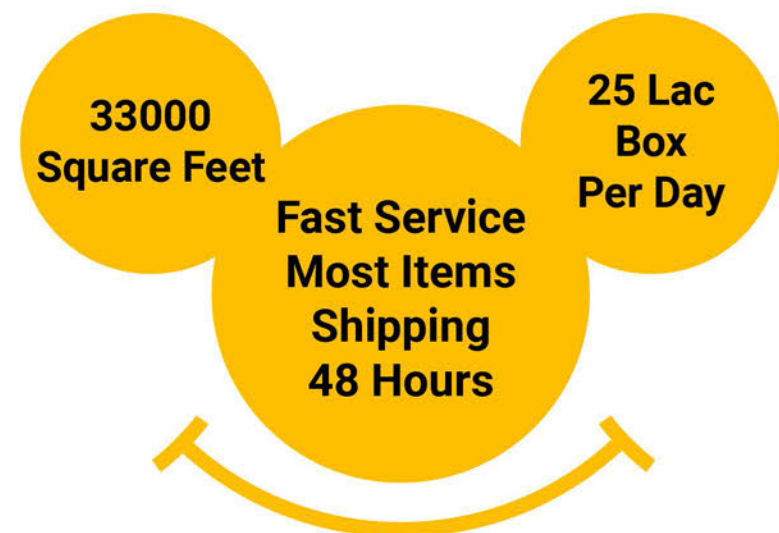 33000
Square Feet
25 Lac
Box
Per Day
Fast Service
Most Items
Shipping
48 Hours